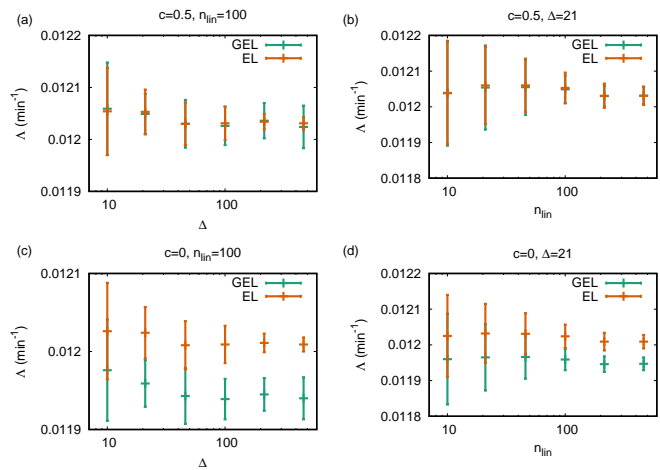 (a)
c=0.5, n_lin=100
GEL
EL
0.0122
0.0121
0.012
0.0119
Λ (min⁻¹)
10
100
Δ
(b)
c=0.5, Δ=21
GEL
EL
0.0122
0.0121
0.012
0.0119
0.0118
Λ (min⁻¹)
10
100
n_lin
(c)
c=0, n_lin=100
GEL
EL
0.0121
0.012
0.0119
Λ (min⁻¹)
10
100
Δ
(d)
c=0, Δ=21
GEL
EL
0.0122
0.0121
0.012
0.0119
0.0118
Λ (min⁻¹)
10
100
n_lin